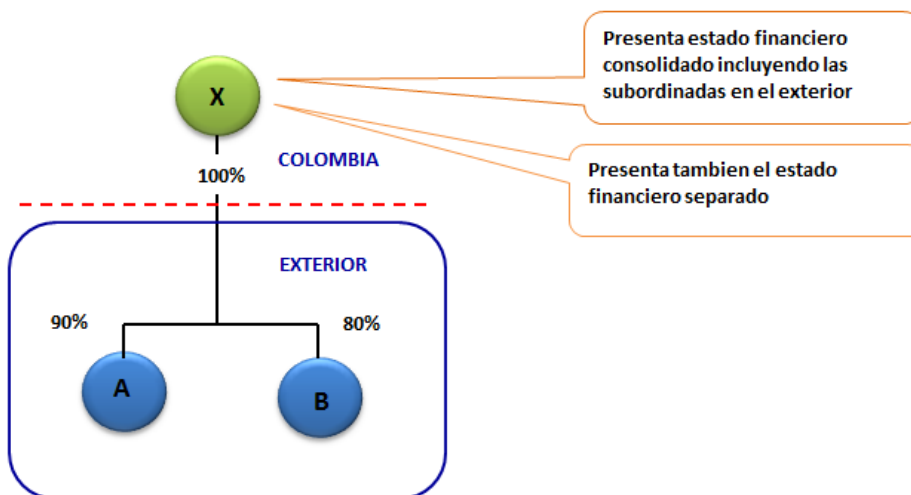 Presenta estado financiero
consolidado incluyendo las
subordinadas en el exterior
X
COLOMBIA
100%
Presenta tambien el estado
financiero separado
EXTERIOR
90%
80%
A
B